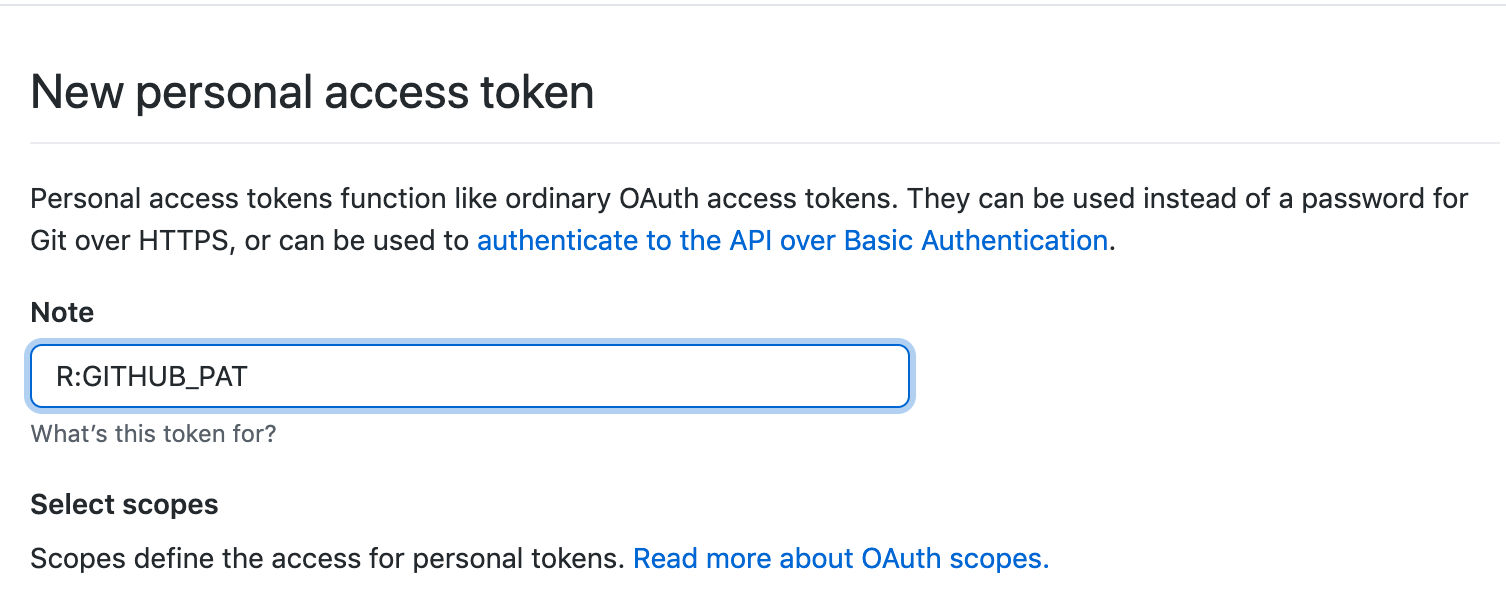 New personal access token
Personal access tokens function like ordinary OAuth access tokens. They can be used instead of a password for
Git over HTTPS, or can be used to authenticate to the API over Basic Authentication.
Note
R:GITHUB_PAT
What’s this token for?
Select scopes
Scopes define the access for personal tokens. Read more about OAuth scopes.